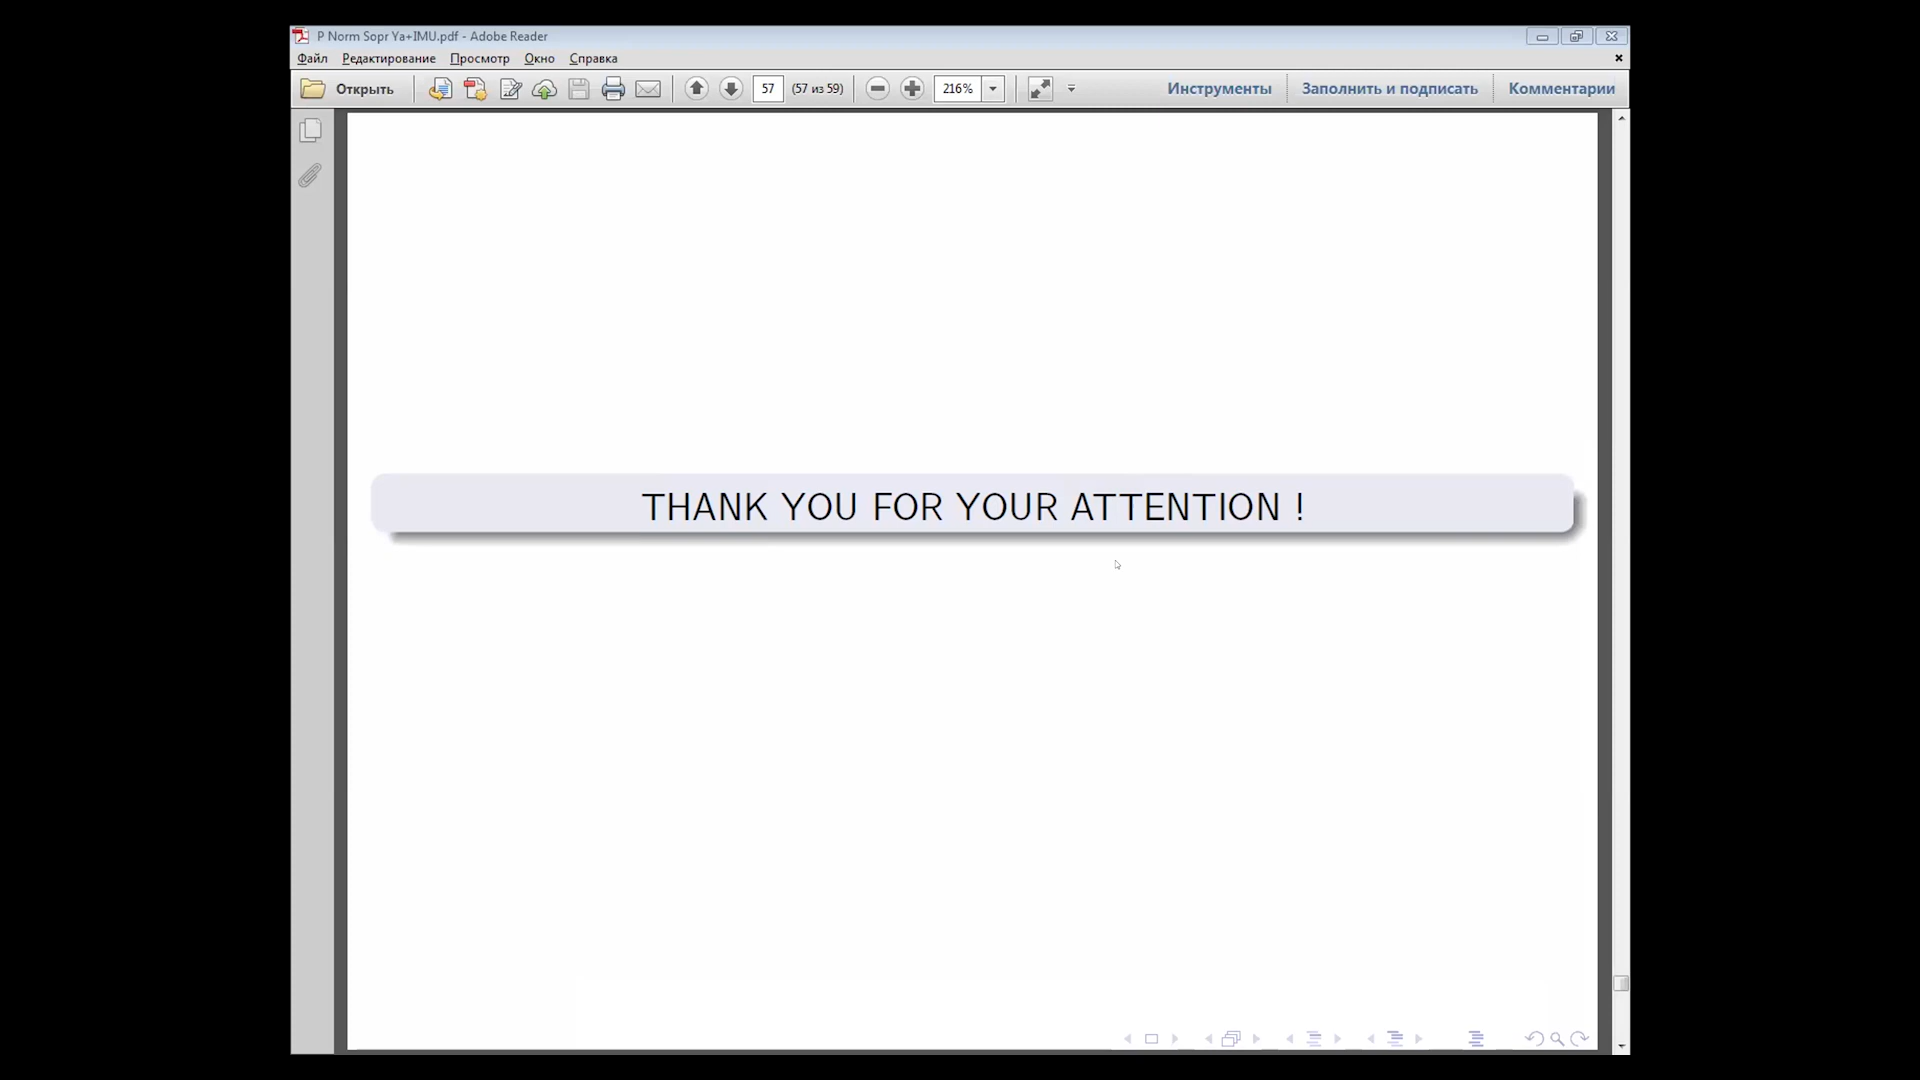 P Norm Sopr Ya+IMU.pdf - Adobe Reader
Файл Редактирование Просмотр Окно Справка
Открыть 57 (57 из 59) 216% Инструменты Заполнить и подписать Комментарии
THANK YOU FOR YOUR ATTENTION !